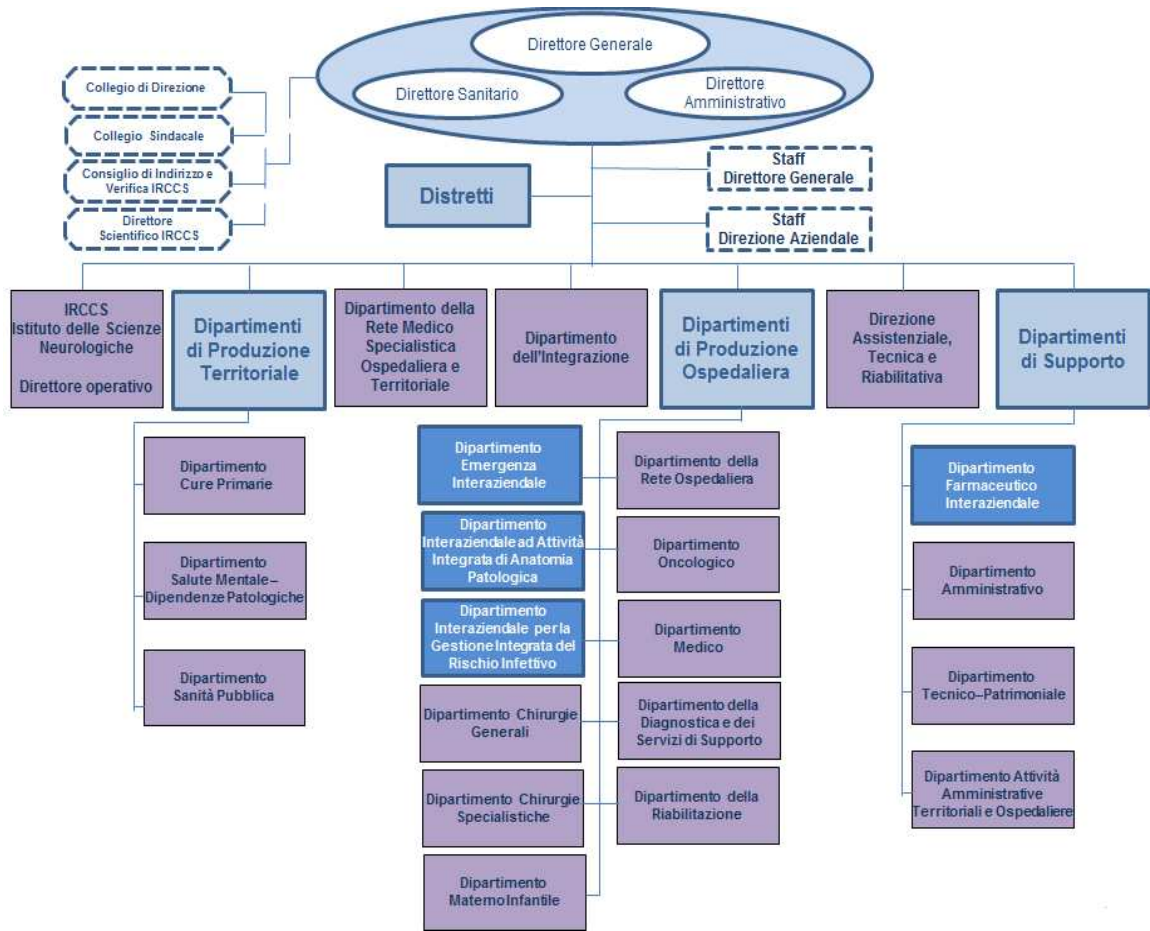 Direttore Generale
Direttore Sanitario
Direttore
Amministrativo
Collegio di Direzione
Collegio Sindacale
Consiglio di Indirizzo e
Verifica IRCCS
Direttore
Scientifico IRCCS
Distretti
Staff
Direttore Generale
Staff
Direzione Aziendale
IRCCS
Istituto delle Scienze
Neurologiche
Direttore operativo
Dipartimenti
di Produzione
Territoriale
Dipartimento della
Rete Medico
Specialistica
Ospedaliera e
Territoriale
Dipartimento
dell'Integrazione
Dipartimenti
di Produzione
Ospedaliera
Direzione
Assistenziale,
Tecnica e
Riabilitativa
Dipartimenti
di Supporto
Dipartimento
Cure Primarie
Dipartimento
Salute Mentale–
Dipendenze Patologiche
Dipartimento
Sanità Pubblica
Dipartimento
Emergenza
Interaziendale
Dipartimento
Interaziendale ad Attività
Integrata di Anatomia
Patologica
Dipartimento
Interaziendale per la
Gestione Integrata del
Rischio Infettivo
Dipartimento Chirurgie
Generali
Dipartimento Chirurgie
Specialistiche
Dipartimento
Materno Infantile
Dipartimento della
Rete Ospedaliera
Dipartimento
Oncologico
Dipartimento
Medico
Dipartimento della
Diagnostica e dei
Servizi di Supporto
Dipartimento della
Riabilitazione
Dipartimento
Farmaceutico
Interaziendale
Dipartimento
Amministrativo
Dipartimento
Tecnico–Patrimoniale
Dipartimento Attività
Amministrative
Territoriali e Ospedaliere